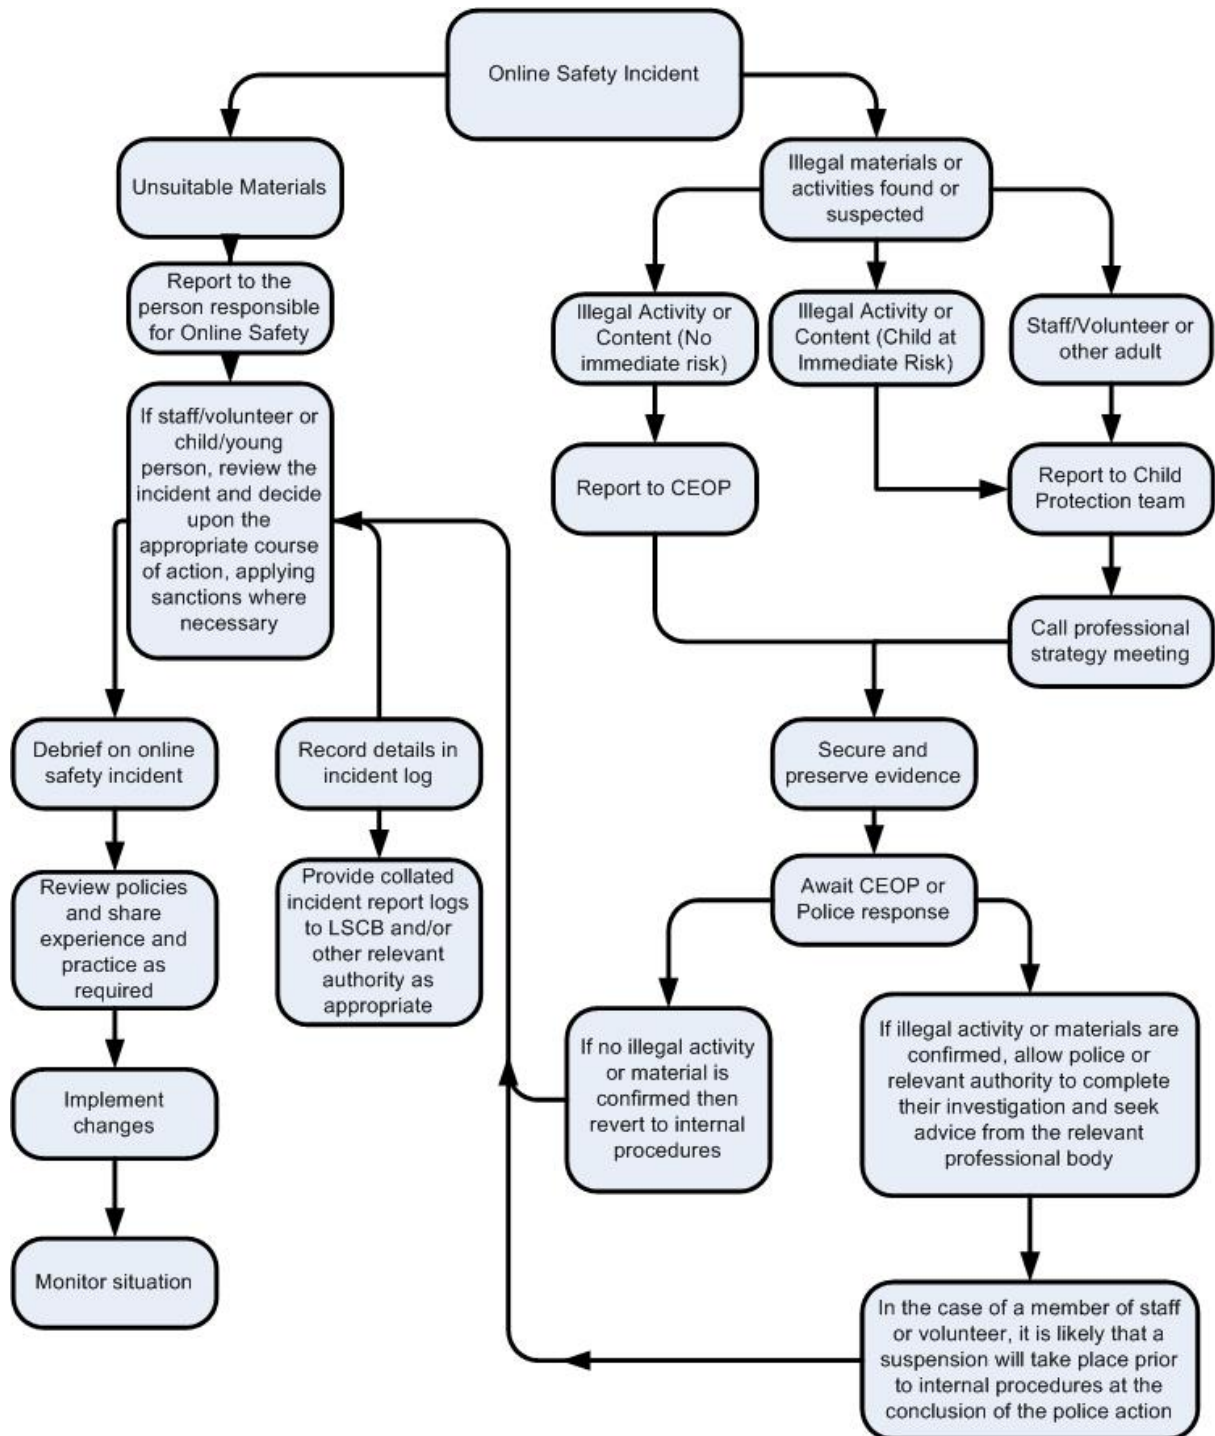 Online Safety Incident
Unsuitable Materials
Report to the
person responsible
for Online Safety
If staff/volunteer or
child/young
person, review the
incident and decide
upon the
appropriate course
of action, applying
sanctions where
necessary
Debrief on online
safety incident
Review policies
and share
experience and
practice as
required
Implement
changes
Monitor situation
Record details in
incident log
Provide collated
incident report logs
to LSCB and/or
other relevant
authority as
appropriate
Illegal materials or
activities found or
suspected
Illegal Activity or
Content (No
immediate risk)
Illegal Activity or
Content (Child at
Immediate Risk)
Staff/Volunteer or
other adult
Report to CEOP
Report to Child
Protection team
Call professional
strategy meeting
Secure and
preserve evidence
Await CEOP or
Police response
If no illegal activity
or material is
confirmed then
revert to internal
procedures
If illegal activity or materials are
confirmed, allow police or
relevant authority to complete
their investigation and seek
advice from the relevant
professional body
In the case of a member of staff
or volunteer, it is likely that a
suspension will take place prior
to internal procedures at the
conclusion of the police action